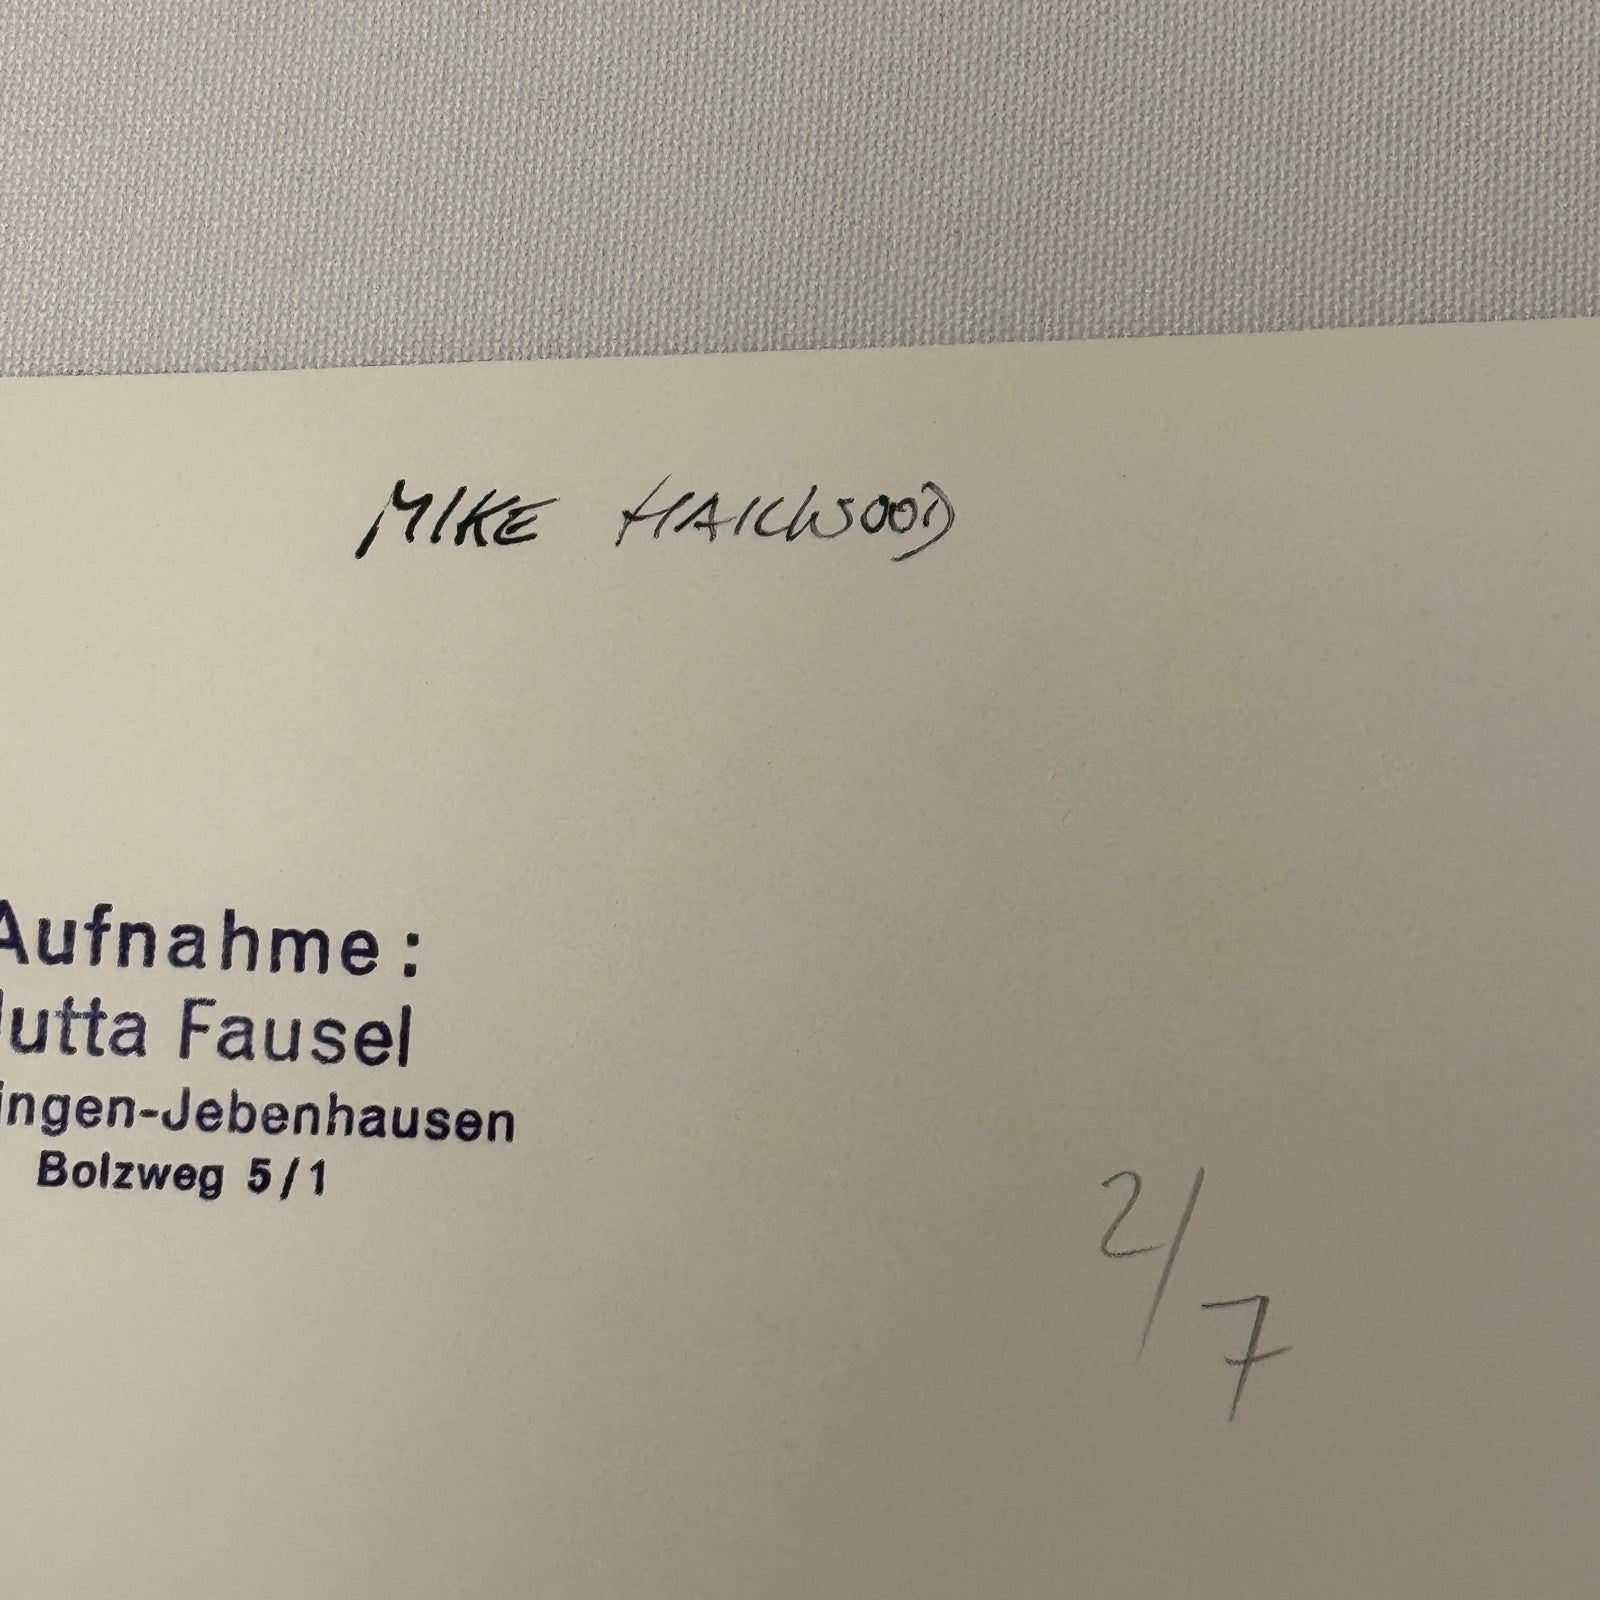 MIKE HAILWOOD
Aufnahme:
Jutta Fausel
ingen-Jebenhausen
Bolzweg 5/1
2/7